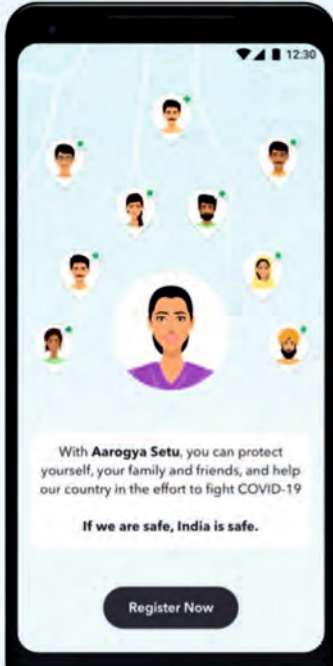 12:30
With Aarogya Setu, you can protect
yourself, your family and friends, and help
our country in the effort to fight COVID-19
If we are safe, India is safe.
Register Now